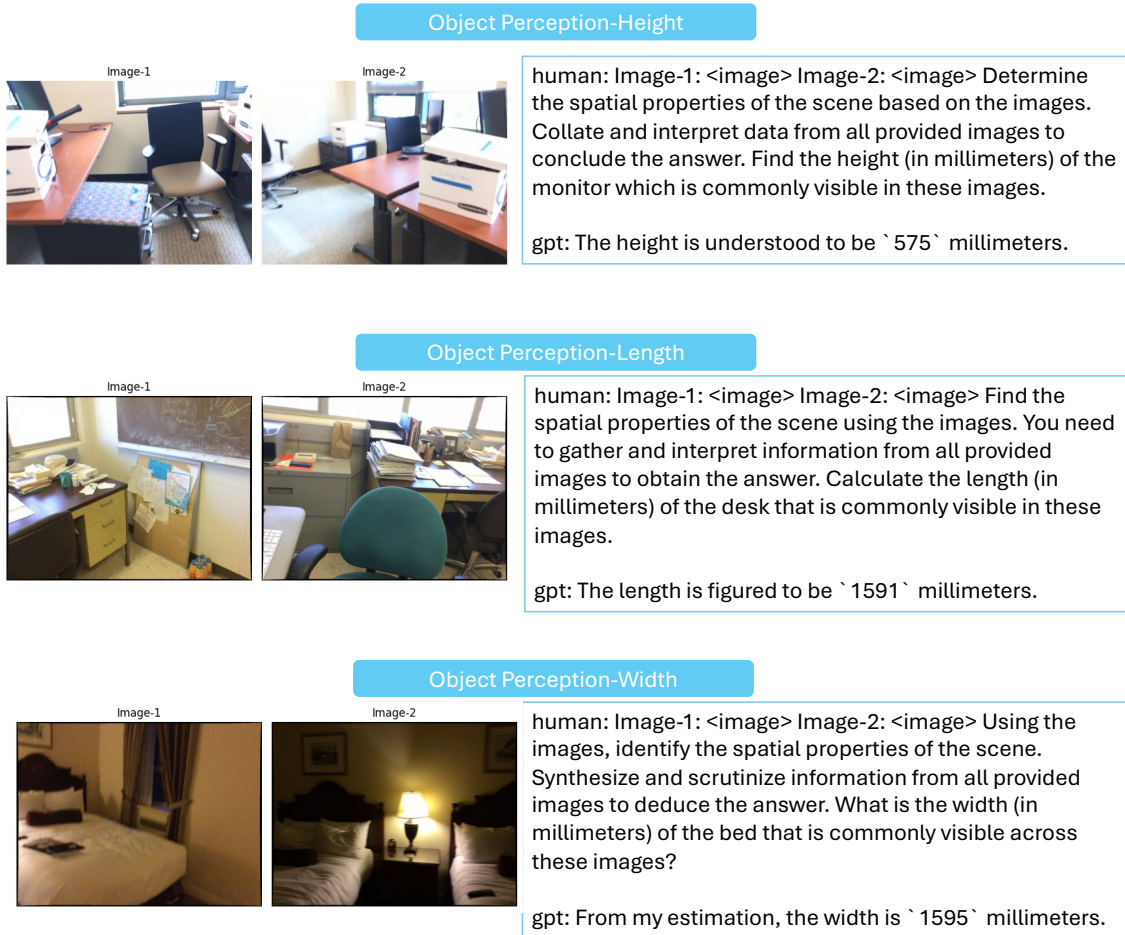 Object Perception-Height
Image-1
Image-2
human: Image-1: <image> Image-2: <image> Determine
the spatial properties of the scene based on the images.
Collate and interpret data from all provided images to
conclude the answer. Find the height (in millimeters) of the
monitor which is commonly visible in these images.
gpt: The height is understood to be `575` millimeters.
Object Perception-Length
Image-1
Image-2
human: Image-1: <image> Image-2: <image> Find the
spatial properties of the scene using the images. You need
to gather and interpret information from all provided
images to obtain the answer. Calculate the length (in
millimeters) of the desk that is commonly visible in these
images.
gpt: The length is figured to be `1591` millimeters.
Object Perception-Width
Image-1
Image-2
human: Image-1: <image> Image-2: <image> Using the
images, identify the spatial properties of the scene.
Synthesize and scrutinize information from all provided
images to deduce the answer. What is the width (in
millimeters) of the bed that is commonly visible across
these images?
gpt: From my estimation, the width is `1595` millimeters.